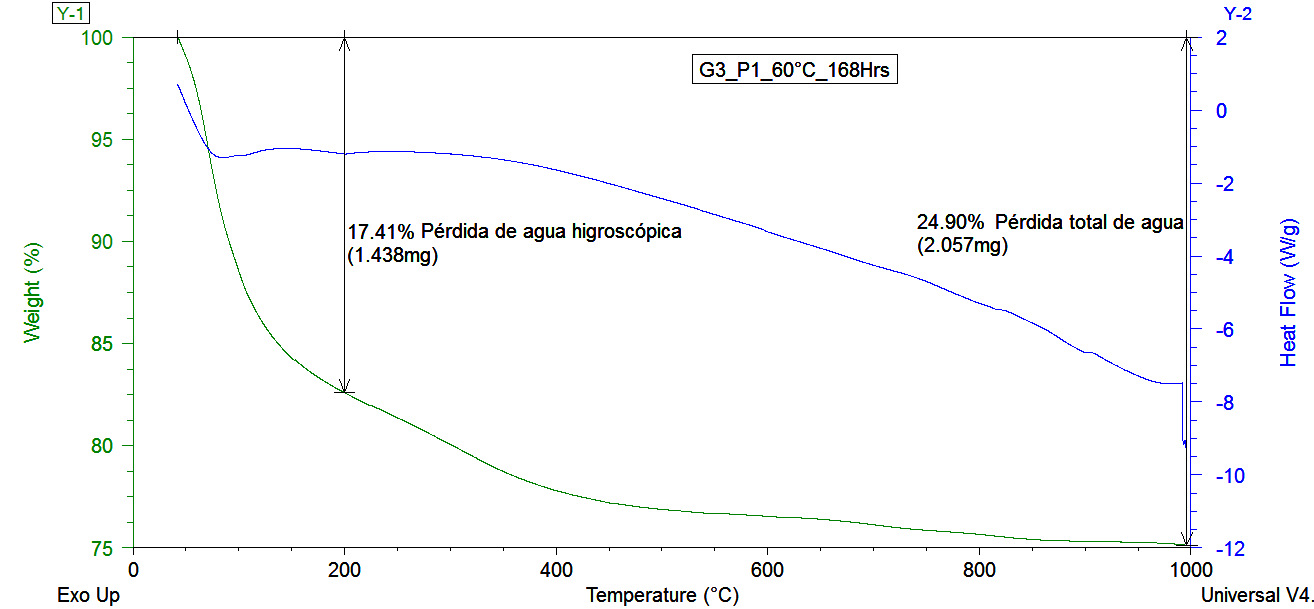 Y-1
Y-2
G3_P1_60°C_168Hrs
100
95
90
85
80
75
Weight (%)
17.41% Pérdida de agua higroscópica
(1.438mg)
24.90% Pérdida total de agua
(2.057mg)
2
0
-2
-4
-6
-8
-10
-12
Heat Flow (W/g)
0 200 400 600 800 1000
Exo Up Temperature (°C) Universal V4.